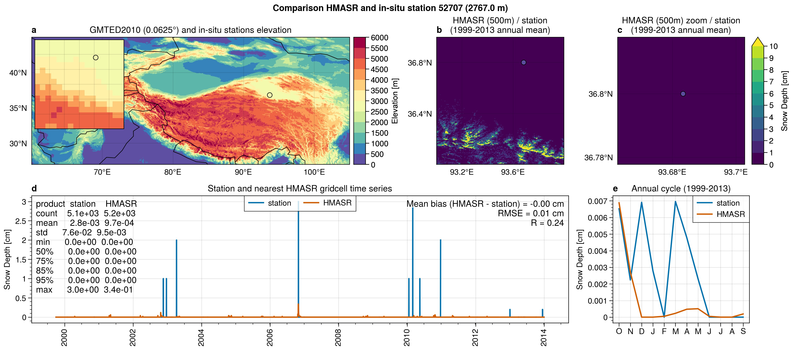 Comparison HMASR and in-situ station 52707 (2767.0 m)
a GMTED2010 (0.0625°) and in-situ stations elevation
45°N
40°N
35°N
30°N
70°E 80°E 90°E 100°E
6000
5500
5000
4500
4000
3500
3000
2500
2000
1500
1000
500
0
Elevation [m]
b HMASR (500m) / station
(1999-2013 annual mean)
36.8°N
36.4°N
93.2°E 93.6°E
c HMASR (500m) zoom / station
(1999-2013 annual mean)
36.8°N
36.78°N
93.68°E 93.7°E
10
9
8
7
6
5
4
3
2
1
0
Snow Depth [cm]
d Station and nearest HMASR gridcell time series
station HMASR
product station HMASR
count 5.1e+03 5.2e+03
mean 2.8e-03 9.7e-04
std 7.6e-02 9.5e-03
min 0.0e+00 0.0e+00
50% 0.0e+00 0.0e+00
75% 0.0e+00 0.0e+00
85% 0.0e+00 0.0e+00
95% 0.0e+00 0.0e+00
max 3.0e+00 3.4e-01
Mean bias (HMASR - station) = -0.00 cm
RMSE = 0.01 cm
R = 0.24
Snow Depth [cm]
3
2.5
2
1.5
1
0.5
0
2000 2002 2004 2006 2008 2010 2012 2014
e Annual cycle (1999-2013)
Snow Depth [cm]
0.007
0.006
0.005
0.004
0.003
0.002
0.001
0
station
HMASR
O N D J F M A M J J A S